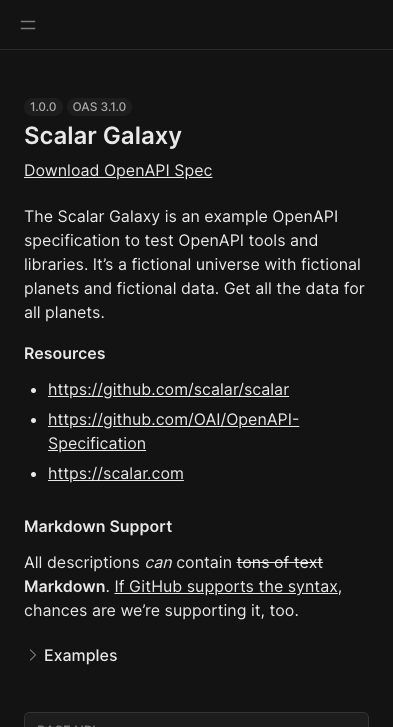 1.0.0 OAS 3.1.0
Scalar Galaxy
Download OpenAPI Spec
The Scalar Galaxy is an example OpenAPI
specification to test OpenAPI tools and
libraries. It’s a fictional universe with fictional
planets and fictional data. Get all the data for
all planets.
Resources
https://github.com/scalar/scalar
https://github.com/OAI/OpenAPI-
Specification
https://scalar.com
Markdown Support
All descriptions can contain tons of text
Markdown. If GitHub supports the syntax,
chances are we’re supporting it, too.
Examples